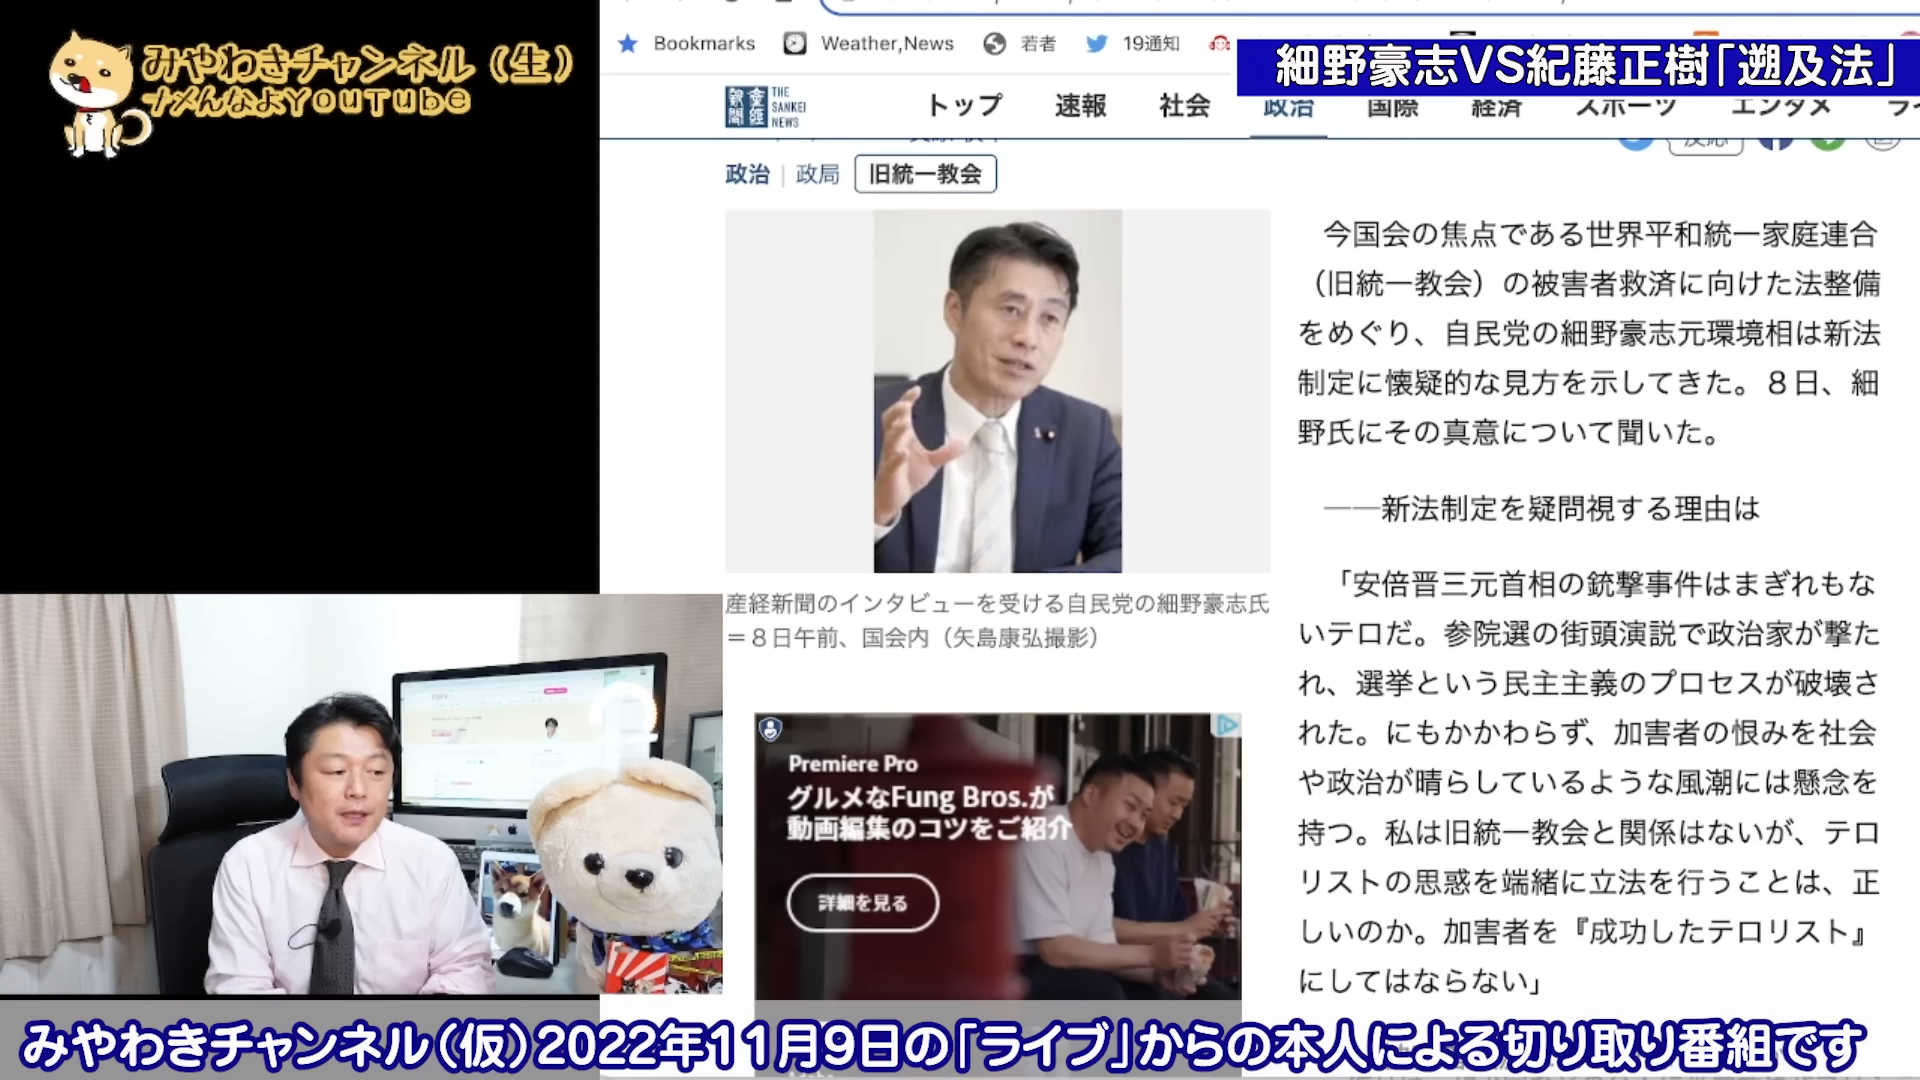 みやわきチャンネル（生）
ナメんなよYouTube
Bookmarks
Weather,News
若者
19通知
細野豪志VS紀藤正樹「遡及法」
産経新聞
THE SANKEI NEWS
トップ
速報
社会
政治
国際
経済
スポーツ
エンタメ
反応
政治
政局
旧統一教会
今国会の焦点である世界平和統一家庭連合
（旧統一教会）の被害者救済に向けた法整備
をめぐり、自民党の細野豪志元環境相は新法
制定に懐疑的な見方を示してきた。８日、細
野氏にその真意について聞いた。
――新法制定を疑問視する理由は
「安倍晋三元首相の銃撃事件はまぎれもな
いテロだ。参院選の街頭演説で政治家が撃た
れ、選挙という民主主義のプロセスが破壊さ
れた。にもかかわらず、加害者の恨みを社会
や政治が晴らしているような風潮には懸念を
持つ。私は旧統一教会と関係はないが、テロ
リストの思惑を端緒に立法を行うことは、正
しいのか。加害者を『成功したテロリスト』
にしてはならない」
産経新聞のインタビューを受ける自民党の細野豪志氏
＝８日午前、国会内（矢島康弘撮影）
Premiere Pro
グルメなFung Bros.が
動画編集のコツをご紹介
詳細を見る
みやわきチャンネル（仮）2022年11月9日の「ライブ」からの本人による切り取り番組です